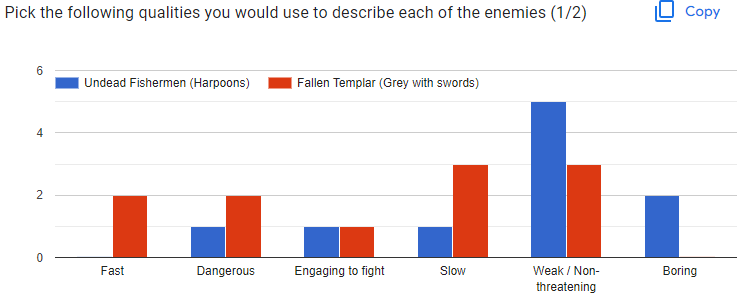 Pick the following qualities you would use to describe each of the enemies (1/2)
Copy
6
Undead Fishermen (Harpoons)
Fallen Templar (Grey with swords)
4
2
0
Fast
Dangerous
Engaging to fight
Slow
Weak / Non-
threatening
Boring